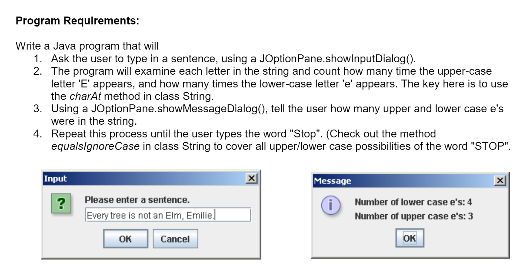 Program Requirements:
Write a Java program that will
1. Ask the user to type in a sentence, using a JOptionPane.showInputDialog().
2. The program will examine each letter in the string and count how many time the upper-case
letter 'E' appears, and how many times the lower-case letter 'e' appears. The key here is to use
the charAt method in class String.
3. Using a JOptionPane.showMessageDialog(), tell the user how many upper and lower case e's
were in the string.
4. Repeat this process until the user types the word "Stop". (Check out the method
equalsIgnoreCase in class String to cover all upper/lower case possibilities of the word "STOP".
Input
Please enter a sentence.
Every tree is not an Elm, Emilie.
OK Cancel
Message
Number of lower case e's: 4
Number of upper case e's: 3
OK